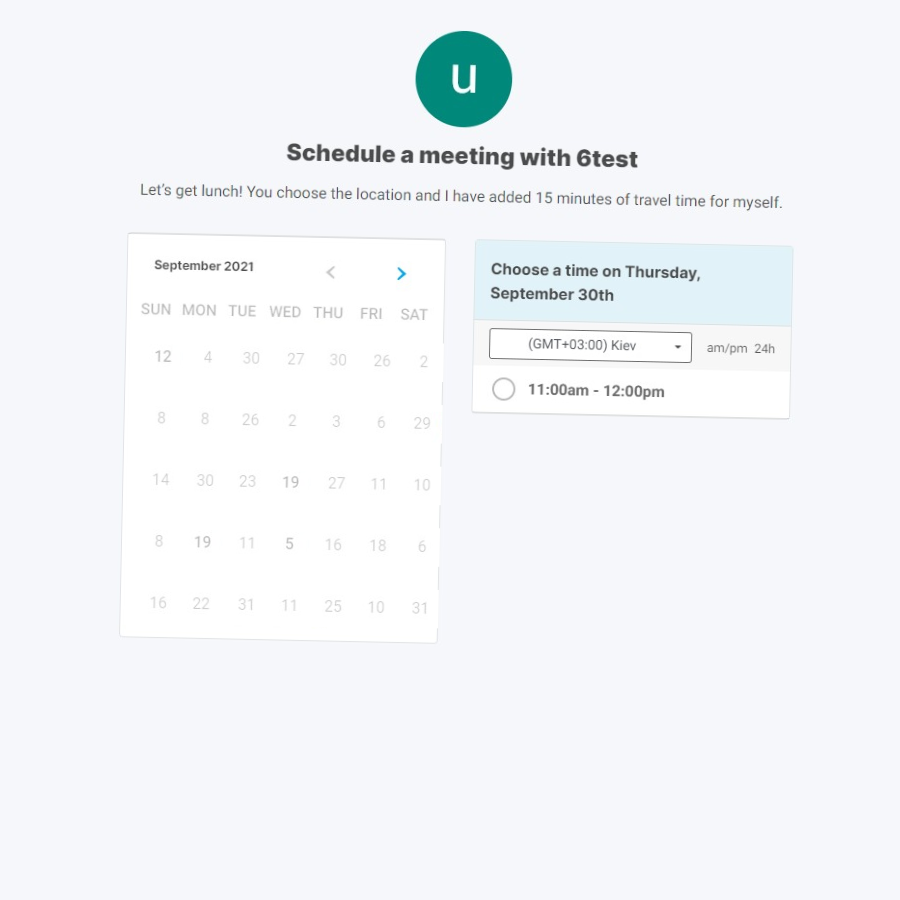 u
Schedule a meeting with 6test
Let's get lunch! You choose the location and I have added 15 minutes of travel time for myself.
September 2021
SUN MON TUE WED THU FRI SAT
12 4 30 27 30 26 2
8 8 26 2 3 6 29
14 30 23 19 27 11 10
8 19 11 5 16 18 6
16 22 31 11 25 10 31
Choose a time on Thursday,
September 30th
(GMT+03:00) Kiev am/pm 24h
11:00am - 12:00pm